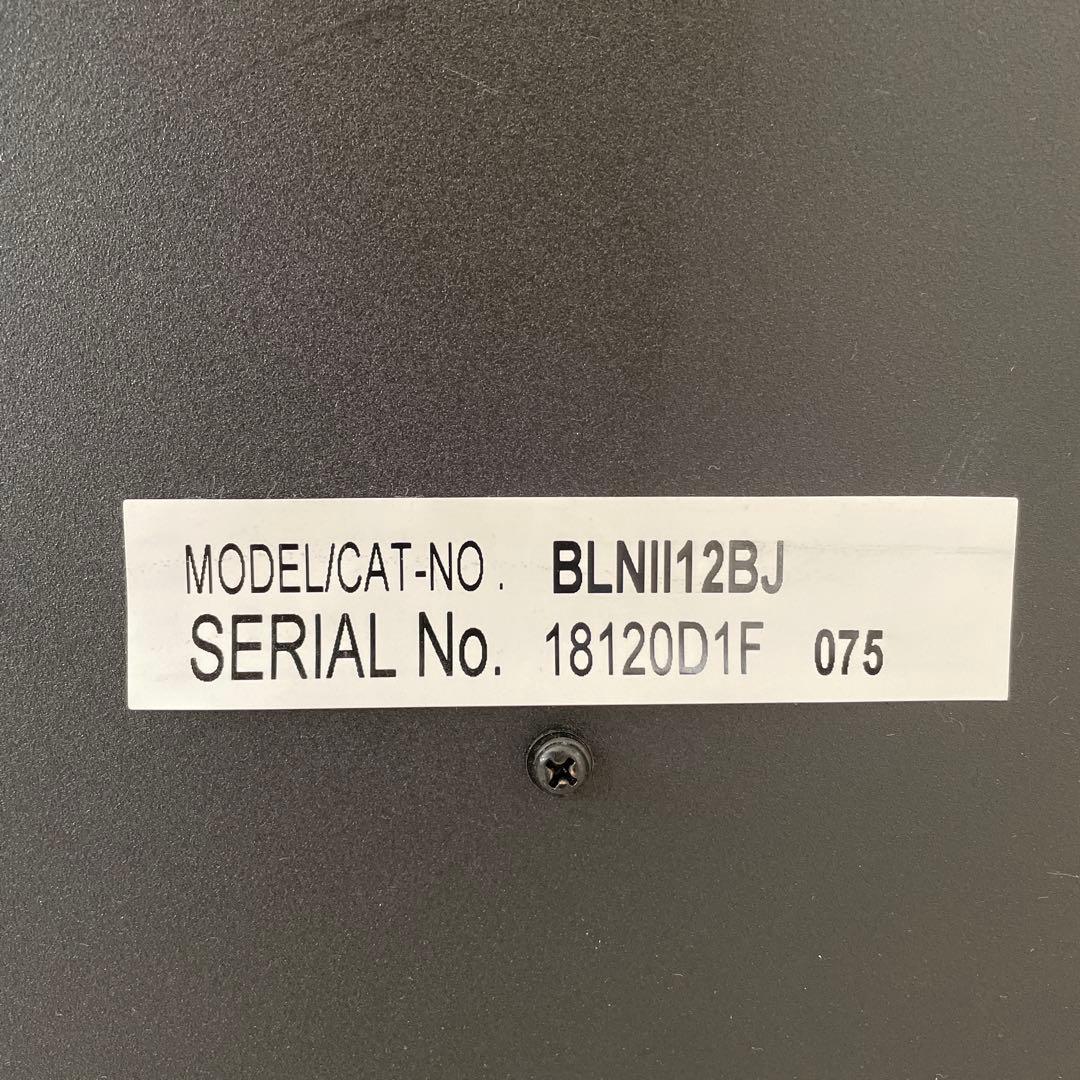 MODEL/CAT-NO. BLNII12BJ
SERIAL No. 18120D1F 075